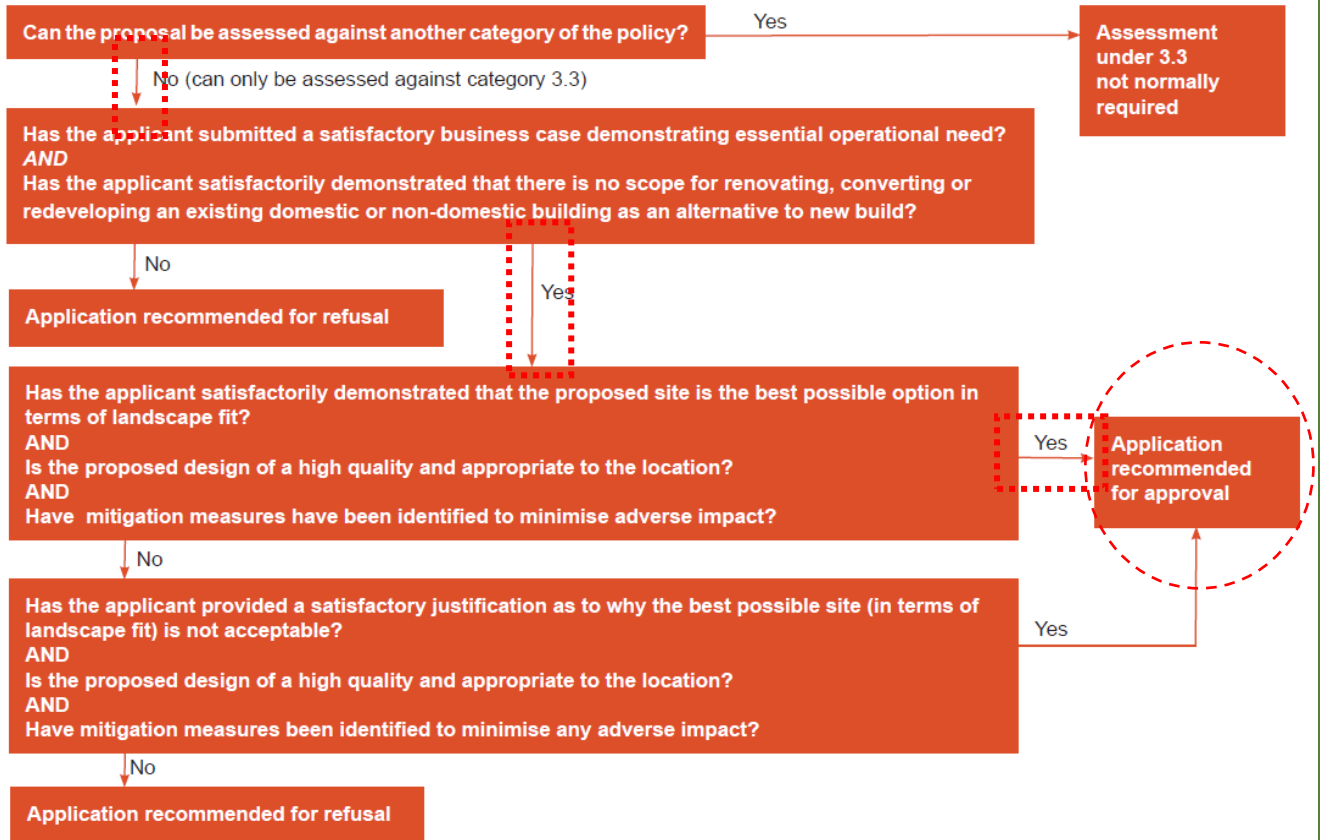 Can the proposal be assessed against another category of the policy?
Yes
Assessment
under 3.3
not normally
required
No (can only be assessed against category 3.3)
Has the applicant submitted a satisfactory business case demonstrating essential operational need?
AND
Has the applicant satisfactorily demonstrated that there is no scope for renovating, converting or
redeveloping an existing domestic or non-domestic building as an alternative to new build?
No
Yes
Application recommended for refusal
Has the applicant satisfactorily demonstrated that the proposed site is the best possible option in
terms of landscape fit?
AND
Is the proposed design of a high quality and appropriate to the location?
AND
Have mitigation measures have been identified to minimise adverse impact?
Yes
Application
recommended
for approval
No
Has the applicant provided a satisfactory justification as to why the best possible site (in terms of
landscape fit) is not acceptable?
AND
Is the proposed design of a high quality and appropriate to the location?
AND
Have mitigation measures been identified to minimise any adverse impact?
Yes
No
Application recommended for refusal